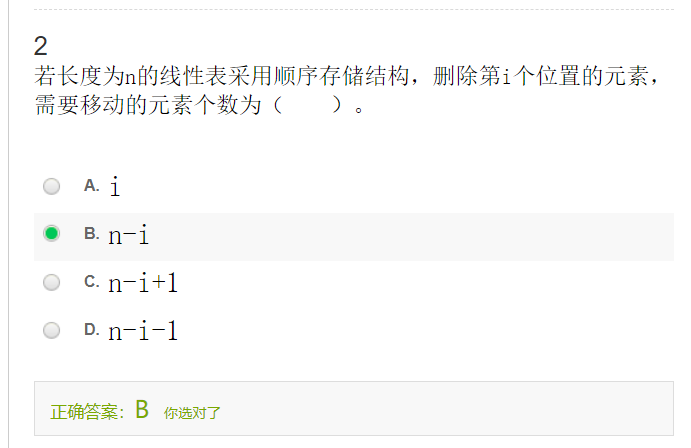 2
若长度为n的线性表采用顺序存储结构，删除第i个位置的元素，
需要移动的元素个数为（　　）。
A. i
B. n-i
C. n-i+1
D. n-i-1
正确答案： B 你选对了